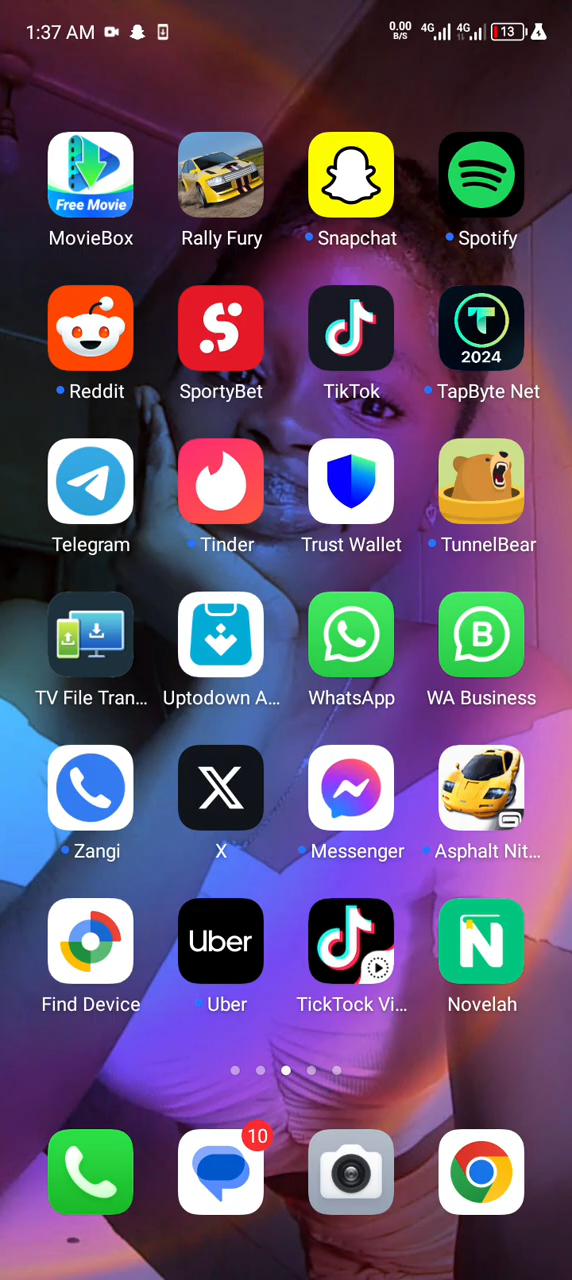 1:37 AM
0.00
B/S
4G
4G
13
Free Movie
MovieBox
Rally Fury
Snapchat
Spotify
2024
Reddit
SportyBet
TikTok
TapByte Net
Telegram
Tinder
Trust Wallet
TunnelBear
TV File Tran...
Uptodown A...
WhatsApp
B
WA Business
Zangi
X
Messenger
Asphalt Nit...
Uber
N
Find Device
Uber
TickTock Vi...
Novelah
10